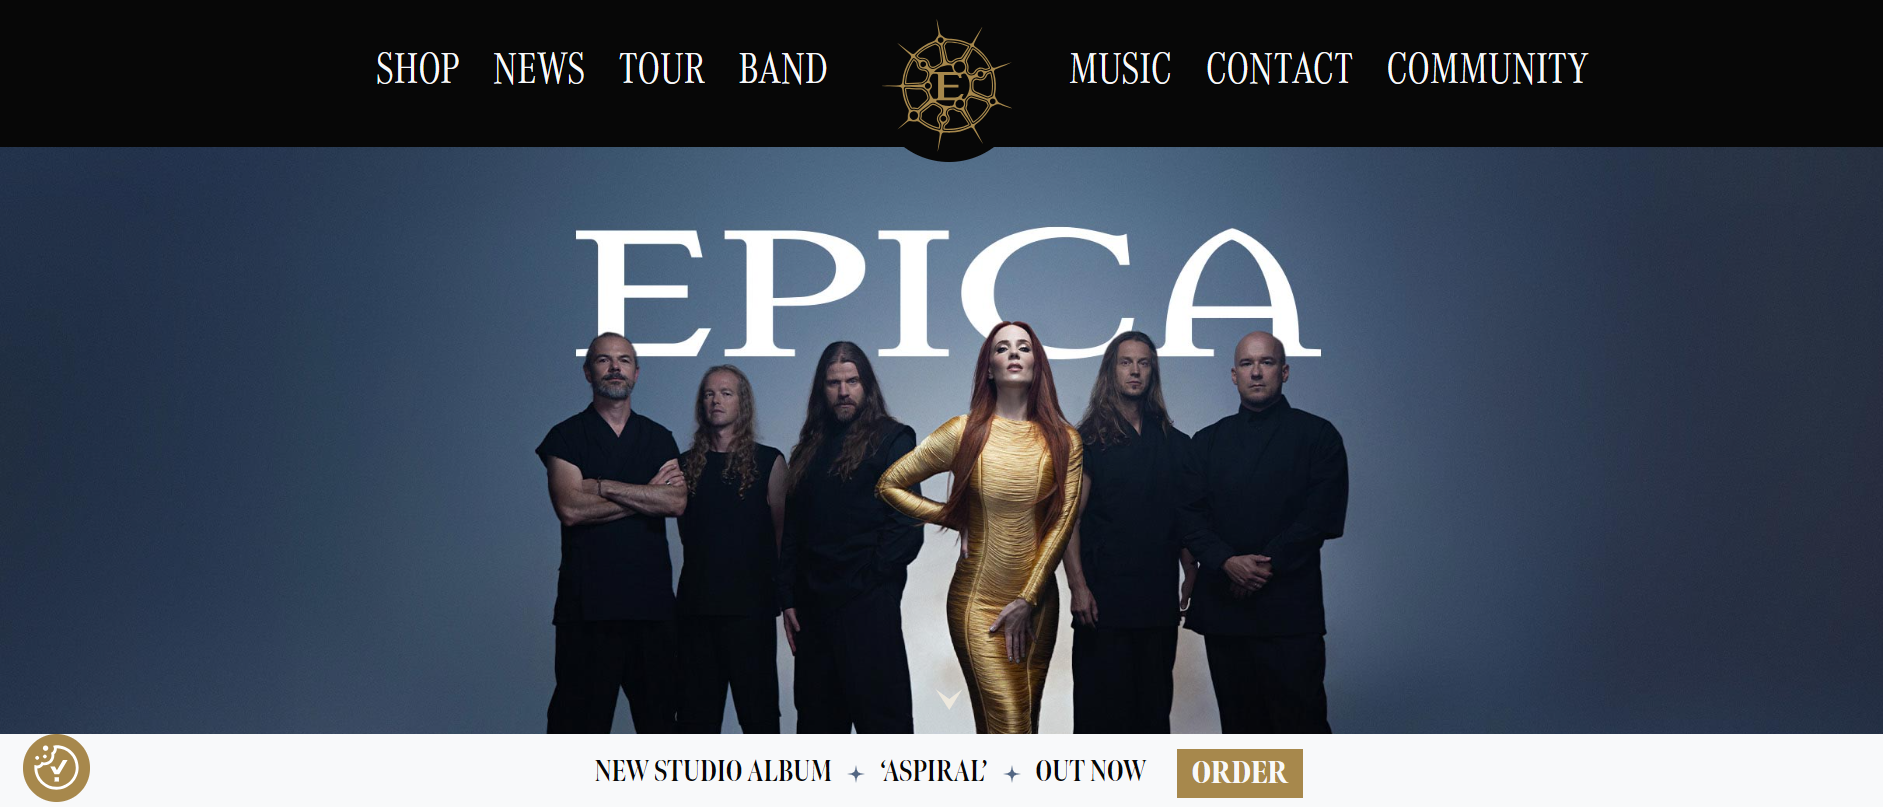 SHOP NEWS TOUR BAND E MUSIC CONTACT COMMUNITY
EPICA
NEW STUDIO ALBUM ✦ ‘ASPIRAL’ ✦ OUT NOW ORDER